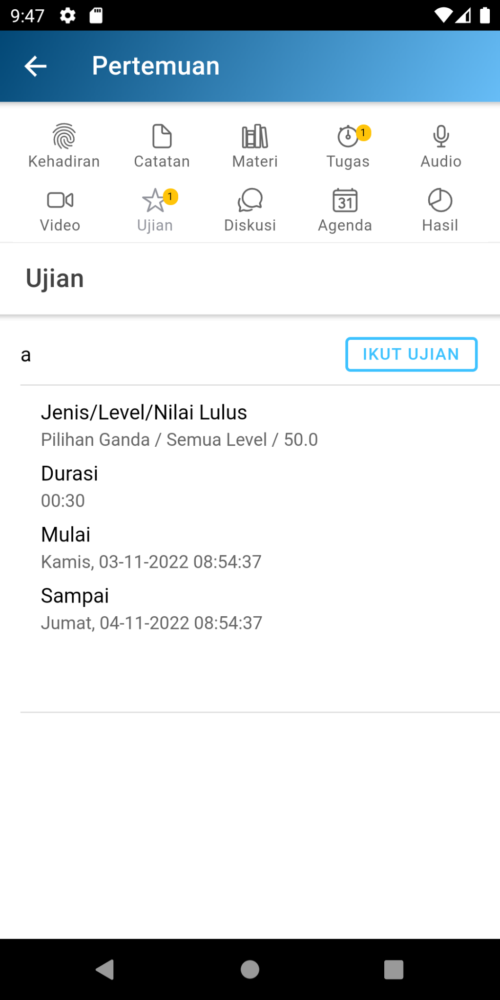 9:47
Pertemuan
Kehadiran Catatan Materi 1 Tugas Audio
Video 1 Ujian Diskusi 31 Agenda Hasil
Ujian
a IKUT UJIAN
Jenis/Level/Nilai Lulus
Pilihan Ganda / Semua Level / 50.0
Durasi
00:30
Mulai
Kamis, 03-11-2022 08:54:37
Sampai
Jumat, 04-11-2022 08:54:37